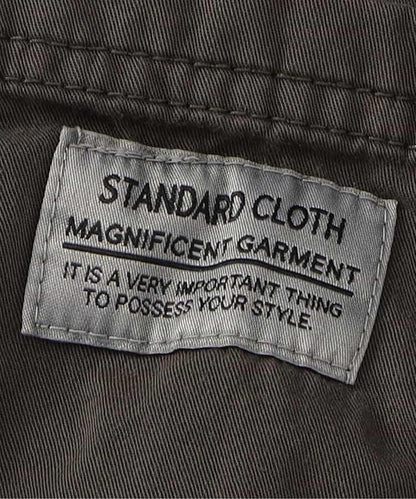 STANDARD CLOTH
MAGNIFICENT GARMENT
IT IS A VERY IMPORTANT THING
TO POSSESS YOUR STYLE.